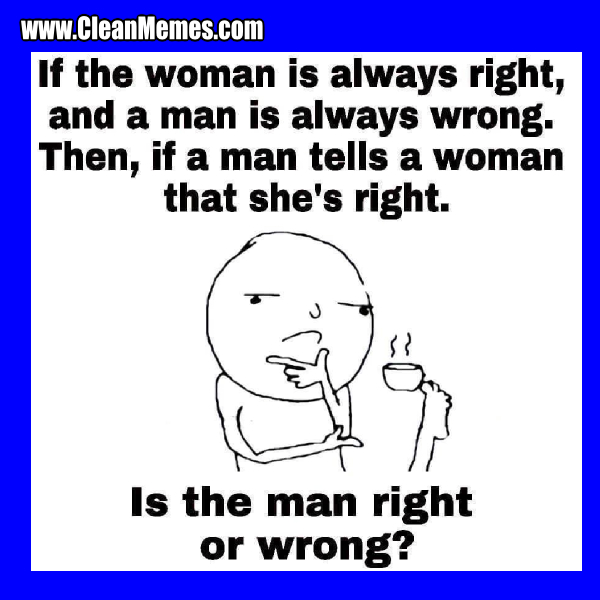 www.CleanMemes.com
If the woman is always right,
and a man is always wrong.
Then, if a man tells a woman
that she's right.
Is the man right
or wrong?